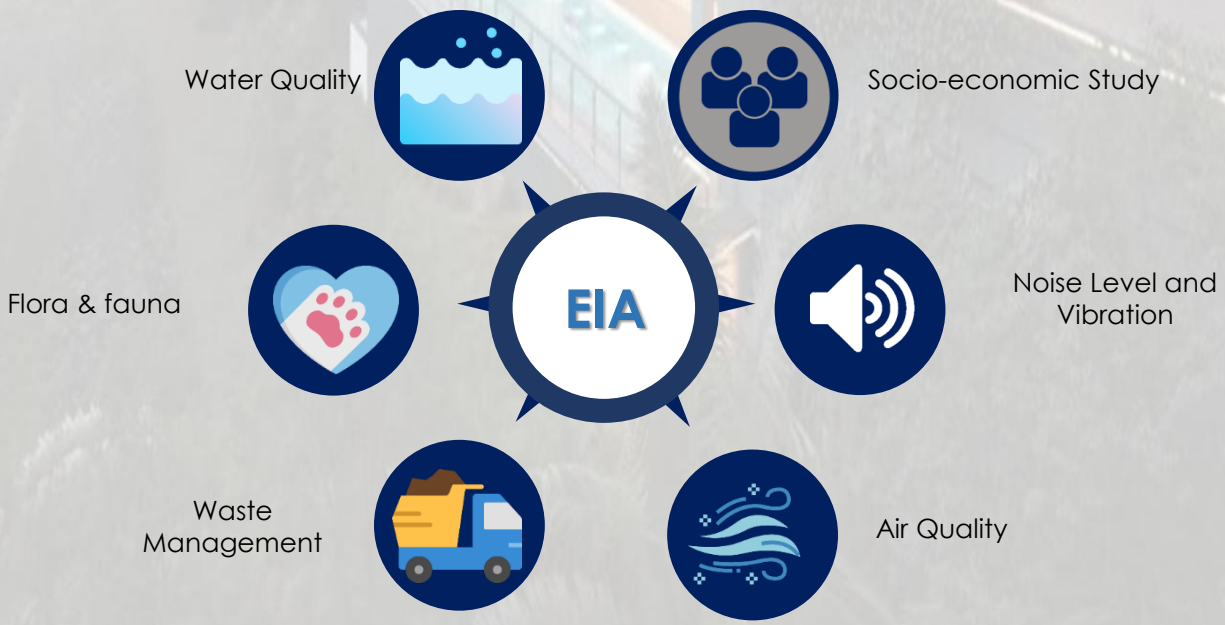 Water Quality
Socio-economic Study
Flora & fauna
EIA
Noise Level and
Vibration
Waste
Management
Air Quality